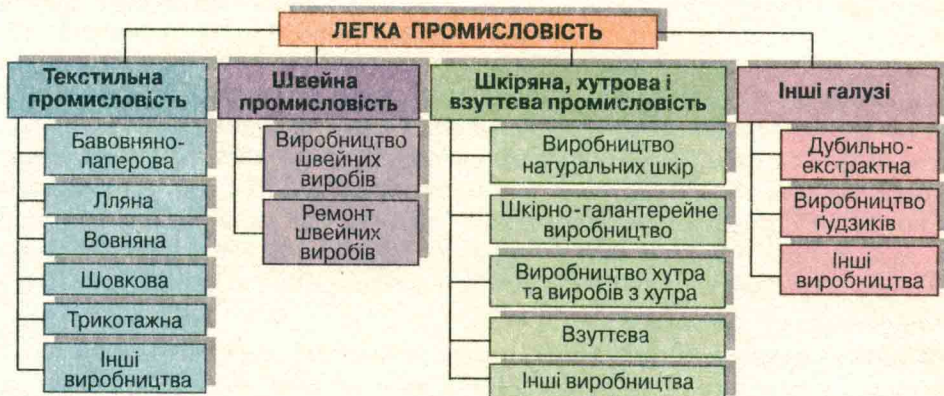 ЛЕГКА ПРОМИСЛОВІСТЬ
Текстильна
промисловість
Бавовняно-
паперова
Лляна
Вовняна
Шовкова
Трикотажна
Інші
виробництва
Швейна
промисловість
Виробництво
швейних
виробів
Ремонт
швейних
виробів
Шкіряна, хутрова і
взуттєва промисловість
Виробництво
натуральних шкір
Шкірно-галантерейне
виробництво
Виробництво хутра
та виробів з хутра
Взуттєва
Інші виробництва
Інші галузі
Дубильно-
екстрактна
Виробництво
ґудзиків
Інші
виробництва